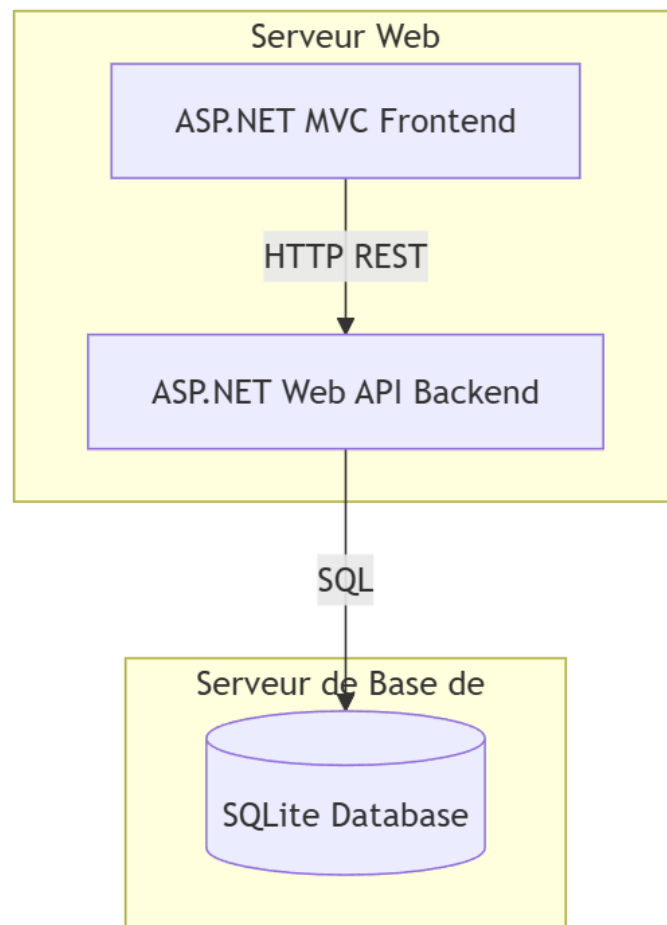 Serveur Web
ASP.NET MVC Frontend
HTTP REST
ASP.NET Web API Backend
SQL
Serveur de Base de
SQLite Database